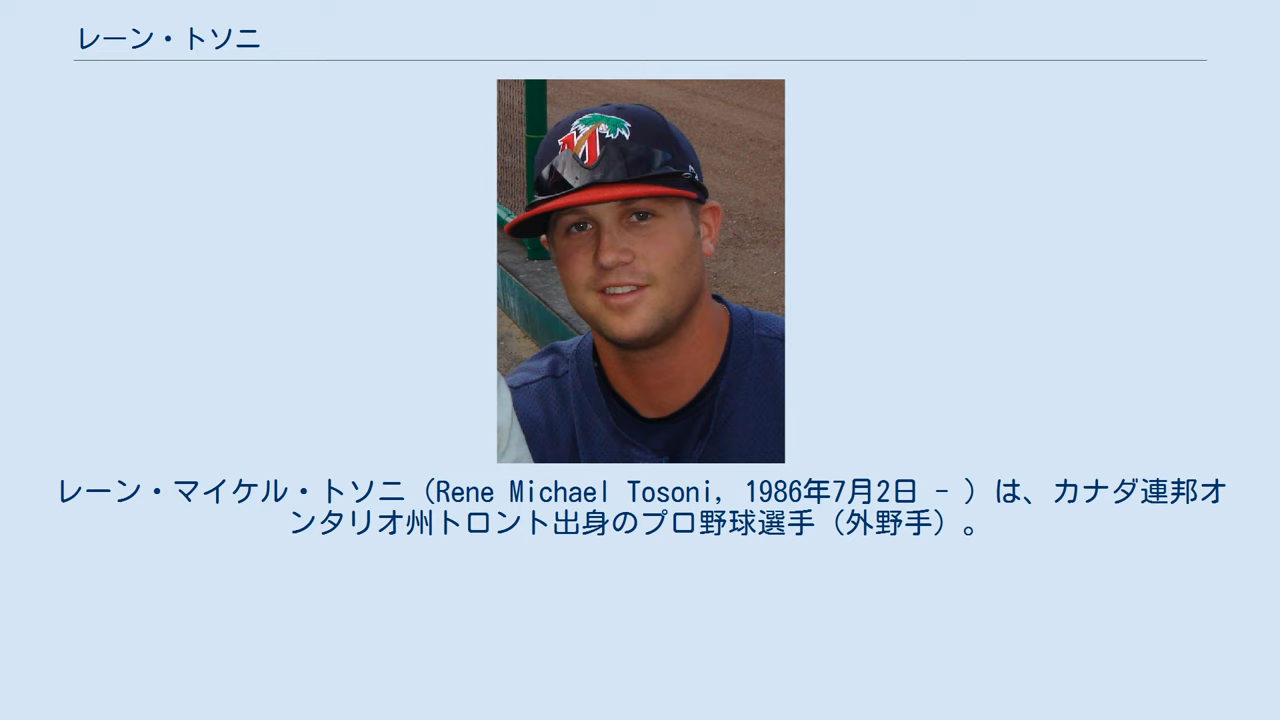 レーン・トソニ
M
レーン・マイケル・トソニ（Rene Michael Tosoni, 1986年7月2日 - ）は、カナダ連邦オ
ンタリオ州トロント出身のプロ野球選手（外野手）。